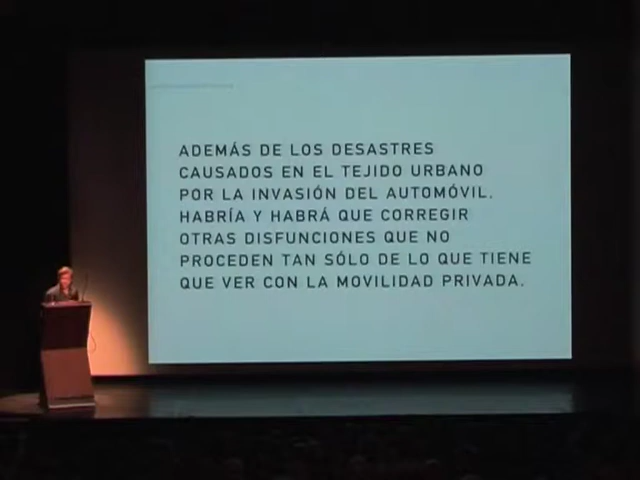 ADEMÁS DE LOS DESASTRES
CAUSADOS EN EL TEJIDO URBANO
POR LA INVASIÓN DEL AUTOMÓVIL.
HABRÍA Y HABRÁ QUE CORREGIR
OTRAS DISFUNCIONES QUE NO
PROCEDEN TAN SÓLO DE LO QUE TIENE
QUE VER CON LA MOVILIDAD PRIVADA.